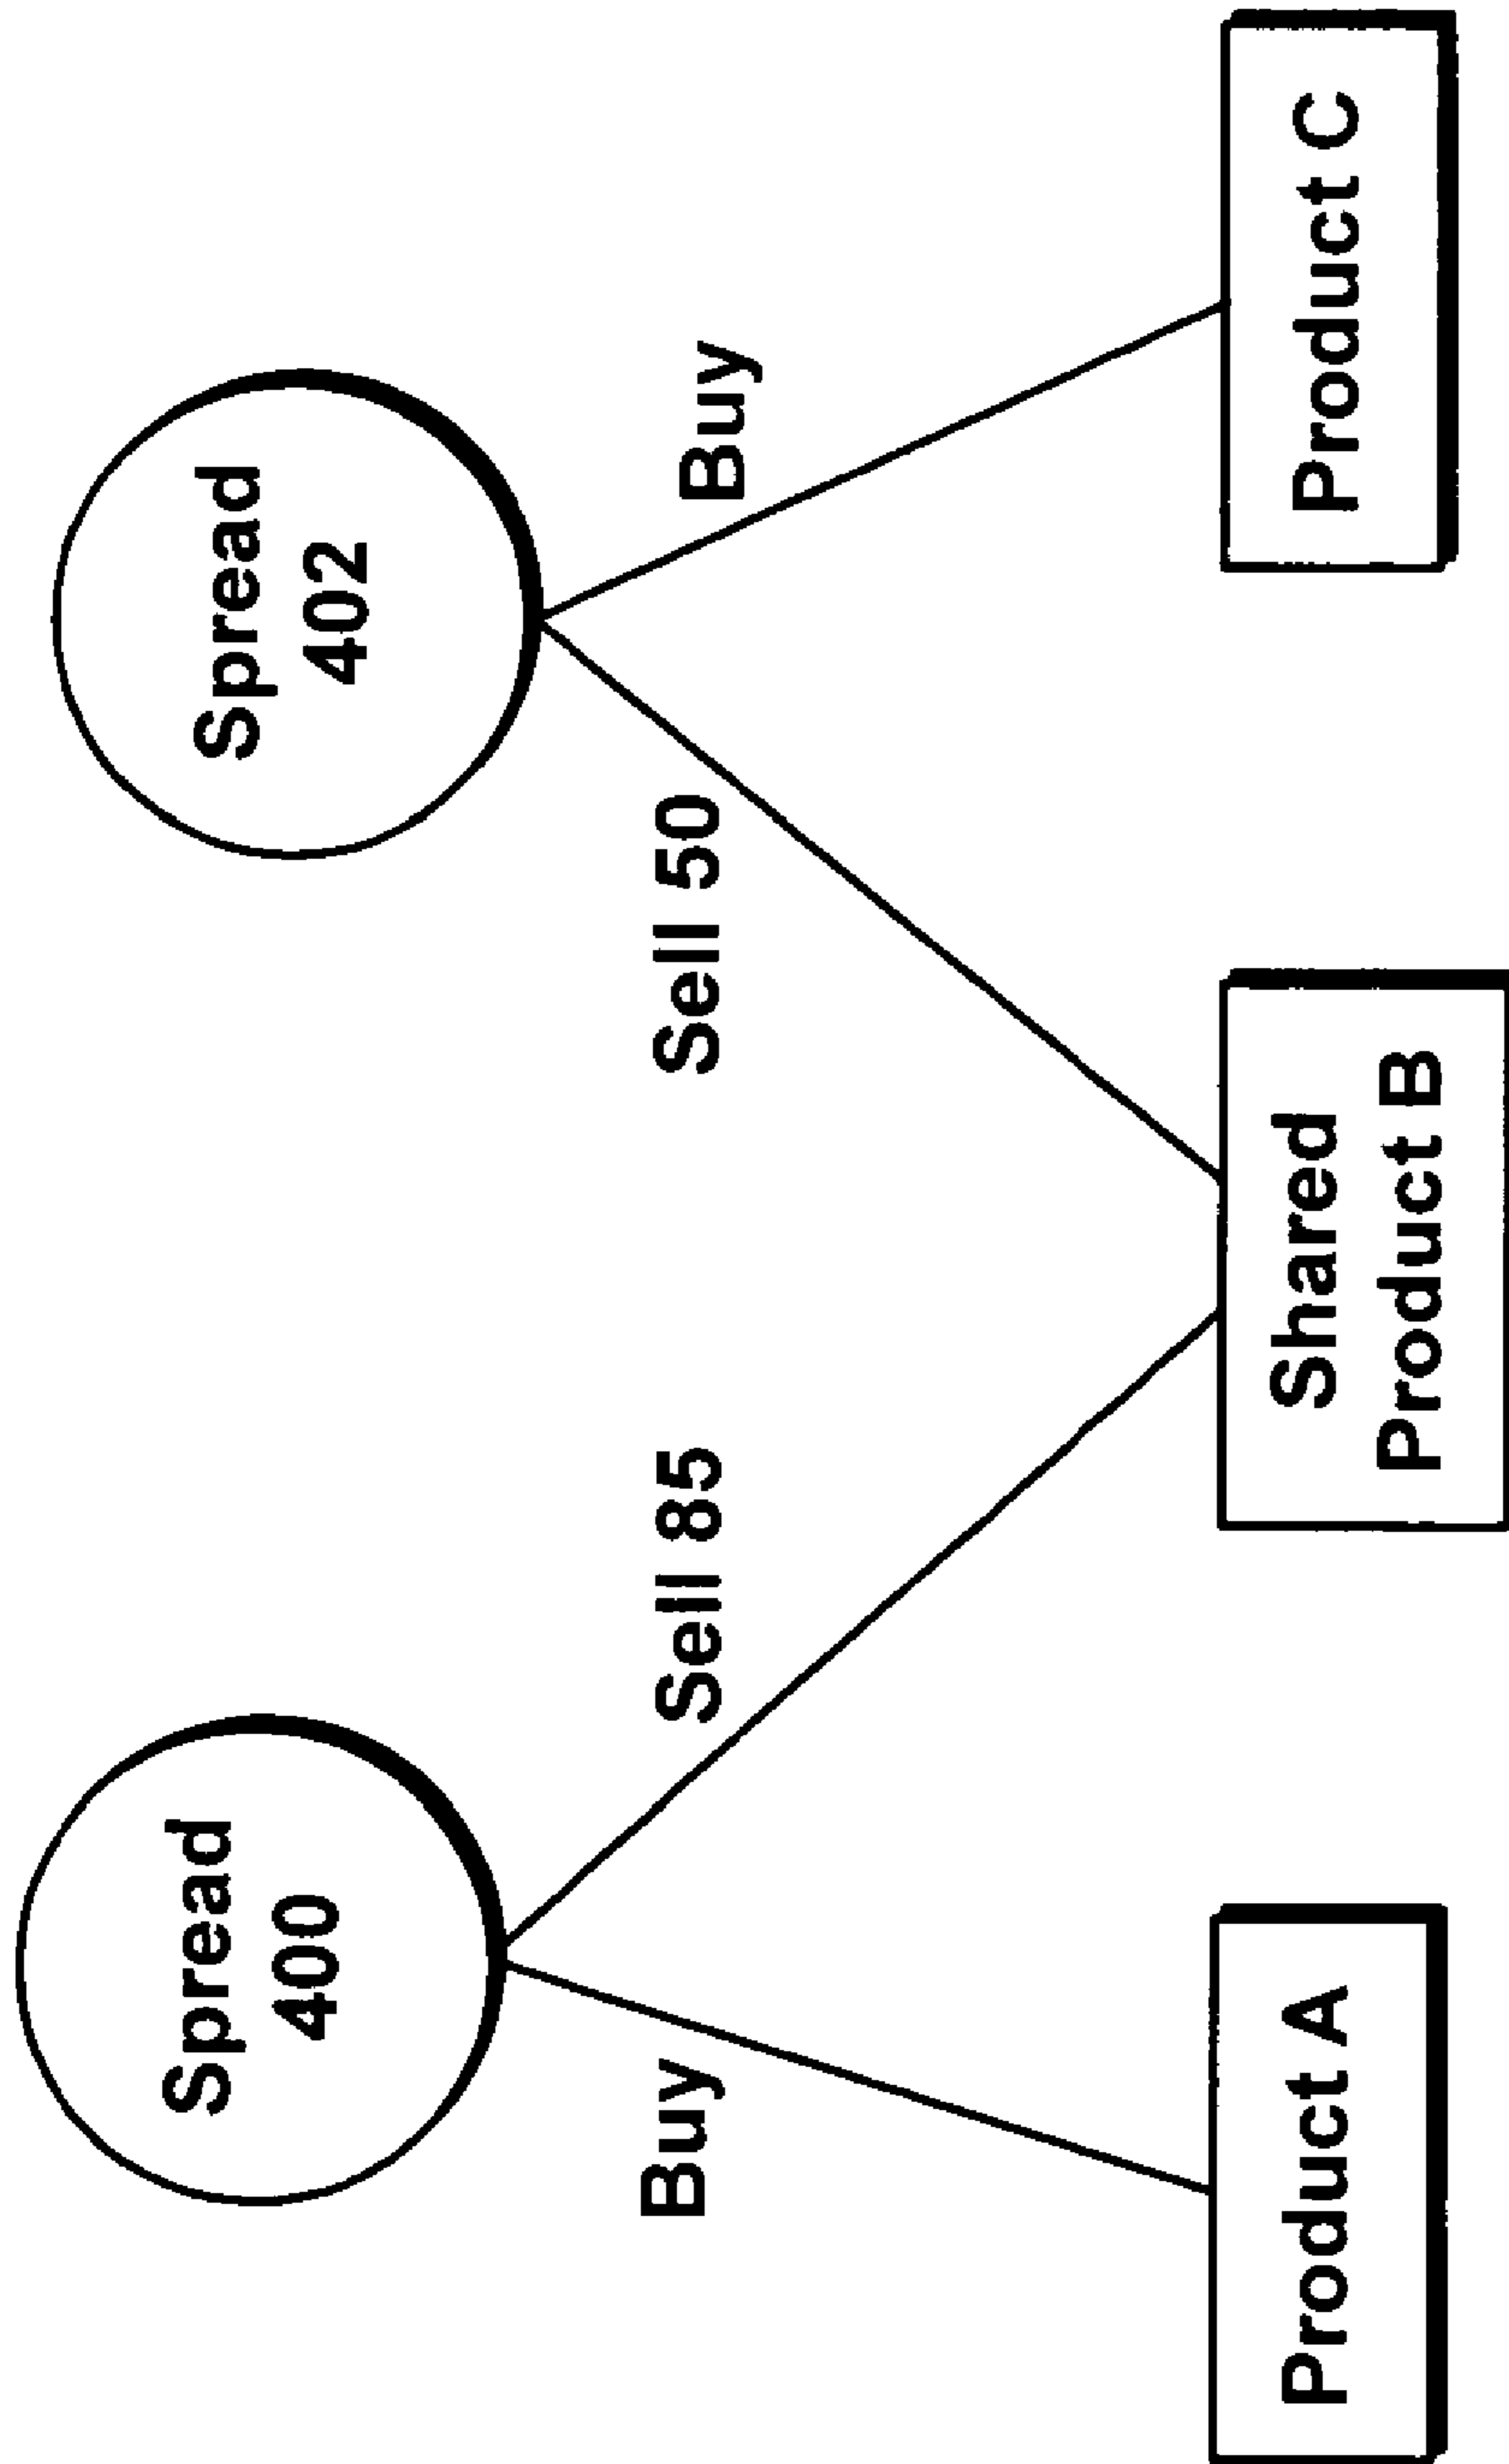 Spread
400
Spread
402
Buy
Sell 85
Sell 50
Buy
Product A
Shared
Product B
Product C